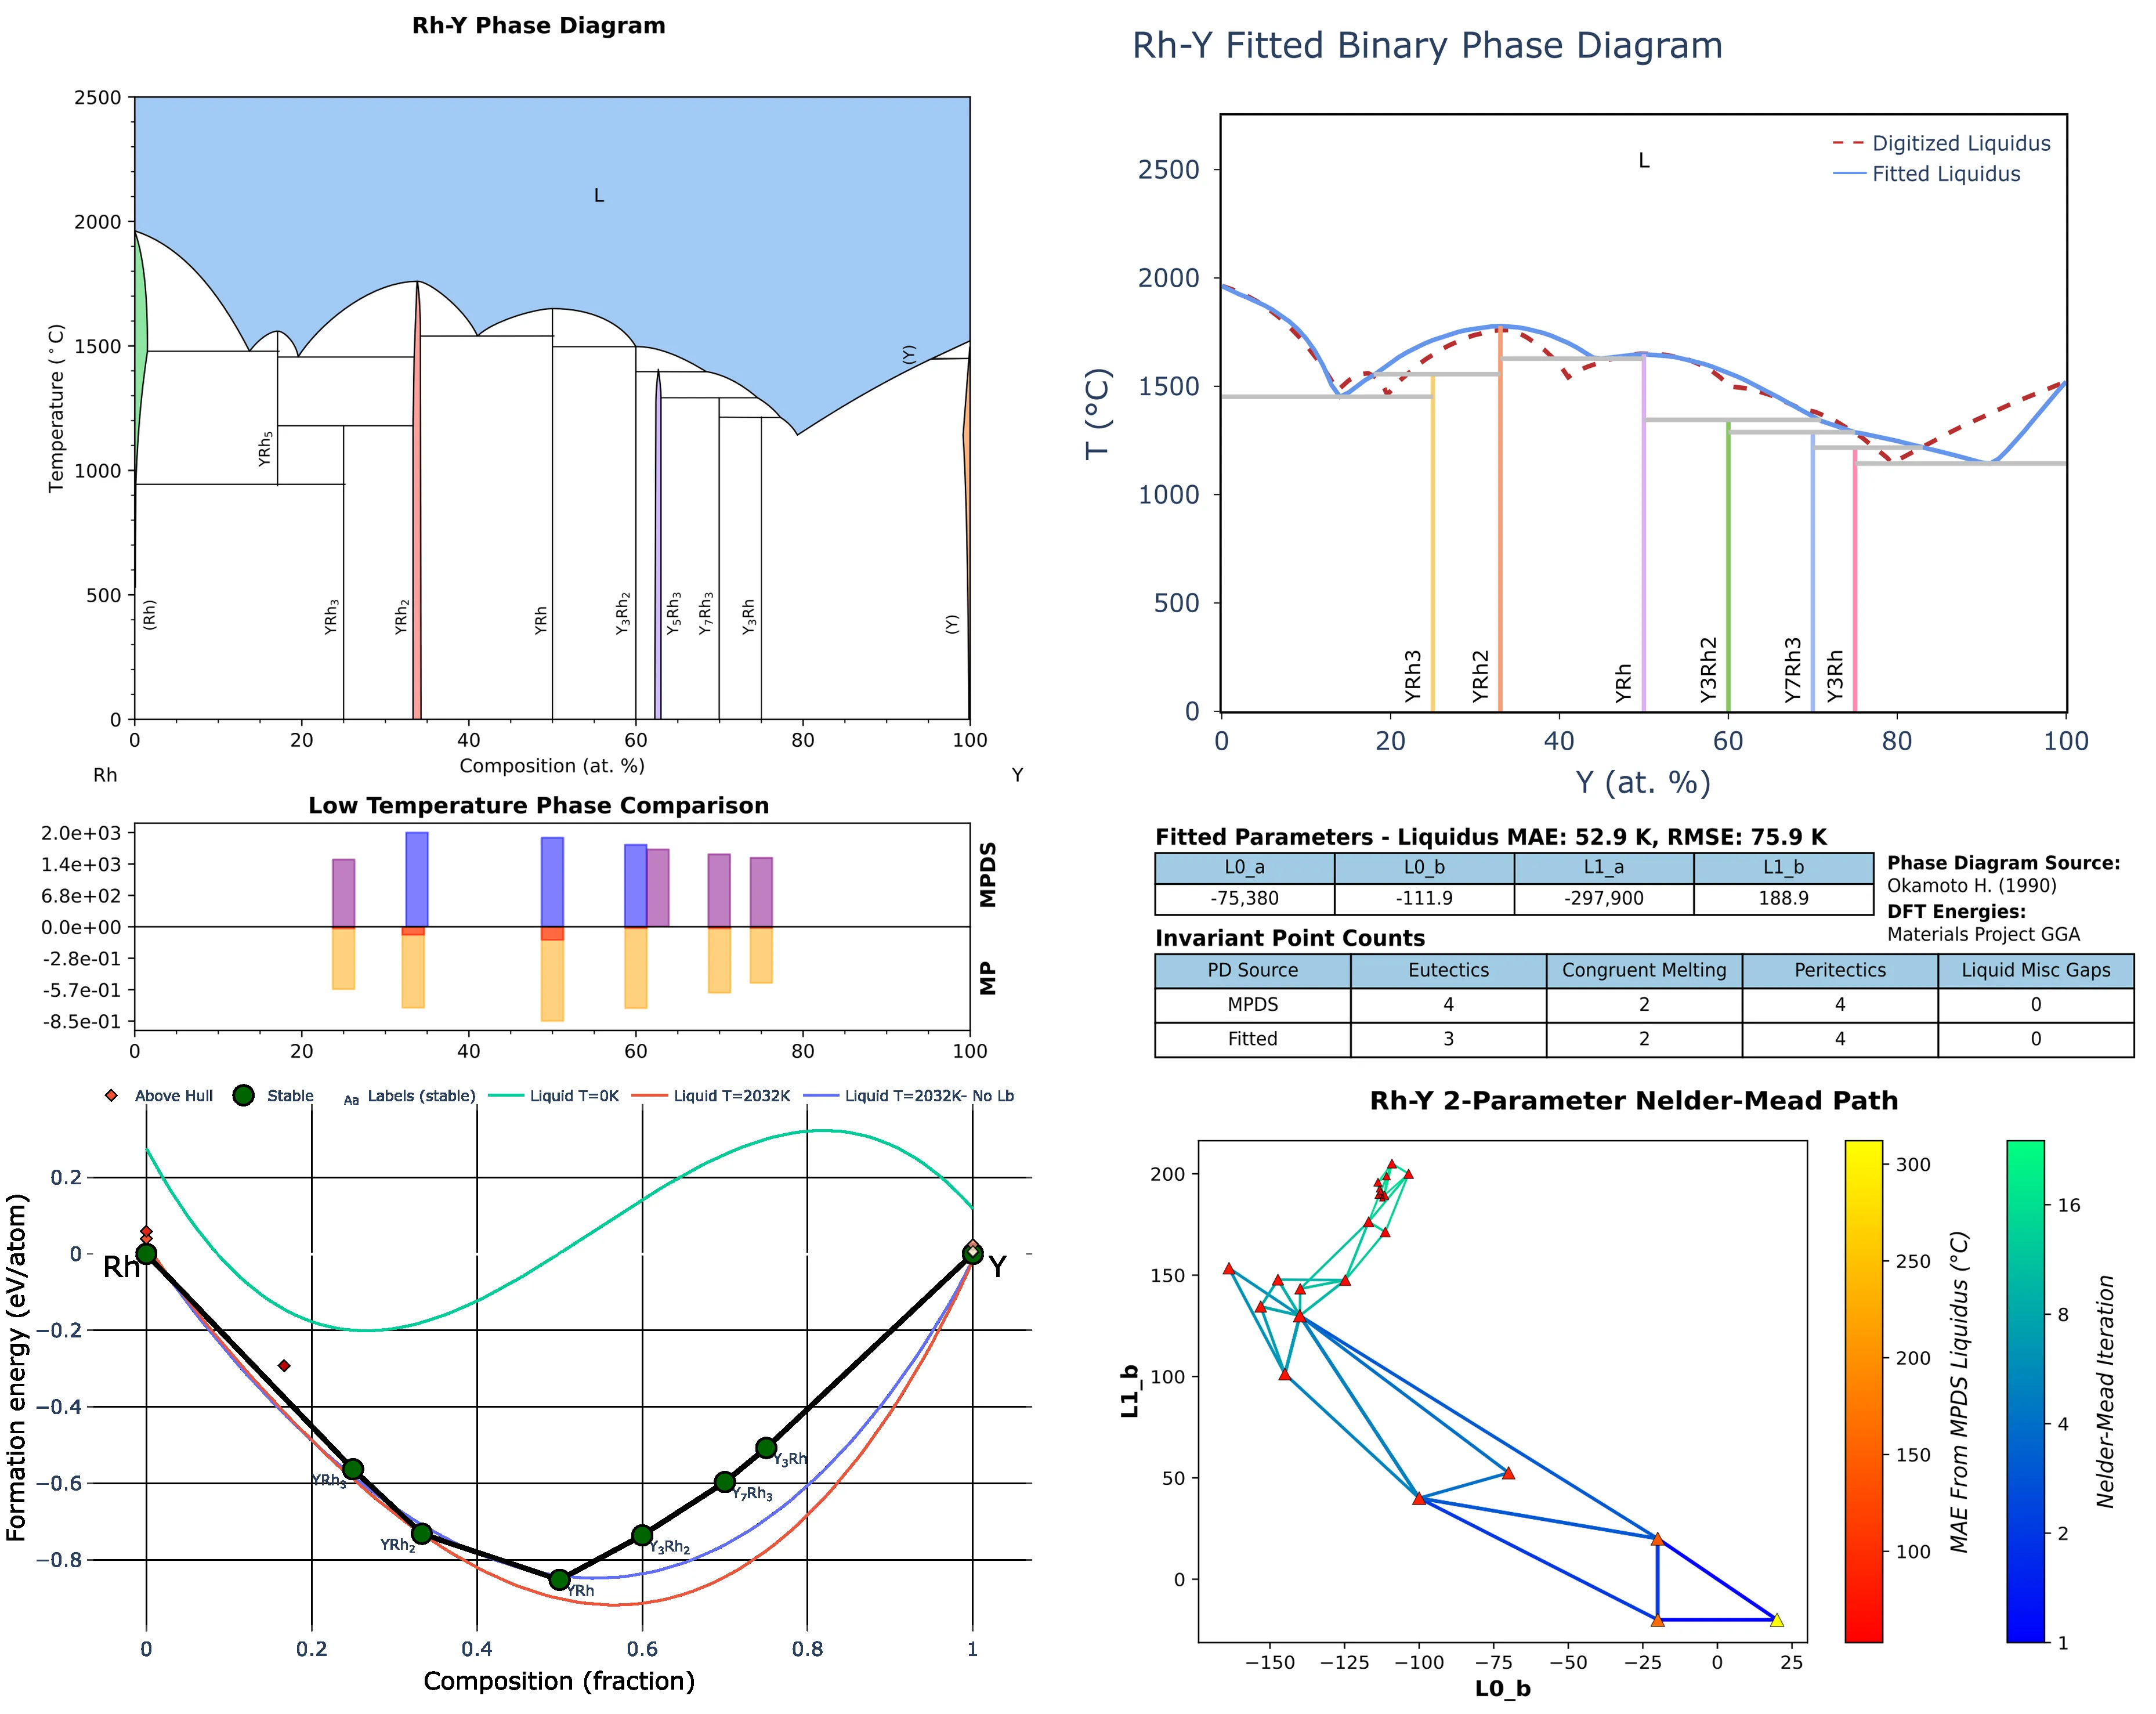 Rh-Y Phase Diagram
2500
2000
1500
1000
500
0
Temperature (°C)
L
(Rh)
YRh5
YRh3
YRh2
YRh
Y3Rh2
Y5Rh3
Y7Rh3
Y3Rh
(Y)
(Y)
0 20 40 60 80 100
Composition (at. %)
Rh Y
Low Temperature Phase Comparison
2.0e+03
1.4e+03
6.8e+02
0.0e+00
-2.8e-01
-5.7e-01
-8.5e-01
MPDS
MP
0 20 40 60 80 100
Above Hull Stable Aa Labels (stable) Liquid T=0K Liquid T=2032K Liquid T=2032K- No Lb
0.2
0
−0.2
−0.4
−0.6
−0.8
Formation energy (eV/atom)
Rh
YRh3
YRh2
YRh
Y3Rh2
Y7Rh3
Y3Rh
Y
0 0.2 0.4 0.6 0.8 1
Composition (fraction)
Rh-Y Fitted Binary Phase Diagram
L
Digitized Liquidus
Fitted Liquidus
2500
2000
1500
1000
500
0
T (°C)
YRh3
YRh2
YRh
Y3Rh2
Y7Rh3
Y3Rh
0 20 40 60 80 100
Y (at. %)
Fitted Parameters - Liquidus MAE: 52.9 K, RMSE: 75.9 K
L0_a L0_b L1_a L1_b
-75,380 -111.9 -297,900 188.9
Phase Diagram Source:
Okamoto H. (1990)
DFT Energies:
Materials Project GGA
Invariant Point Counts
PD Source Eutectics Congruent Melting Peritectics Liquid Misc Gaps
MPDS 4 2 4 0
Fitted 3 2 4 0
Rh-Y 2-Parameter Nelder-Mead Path
200
150
100
50
0
L1_b
−150 −125 −100 −75 −50 −25 0 25
L0_b
300
250
200
150
100
MAE From MPDS Liquidus (°C)
16
8
4
2
1
Nelder-Mead Iteration